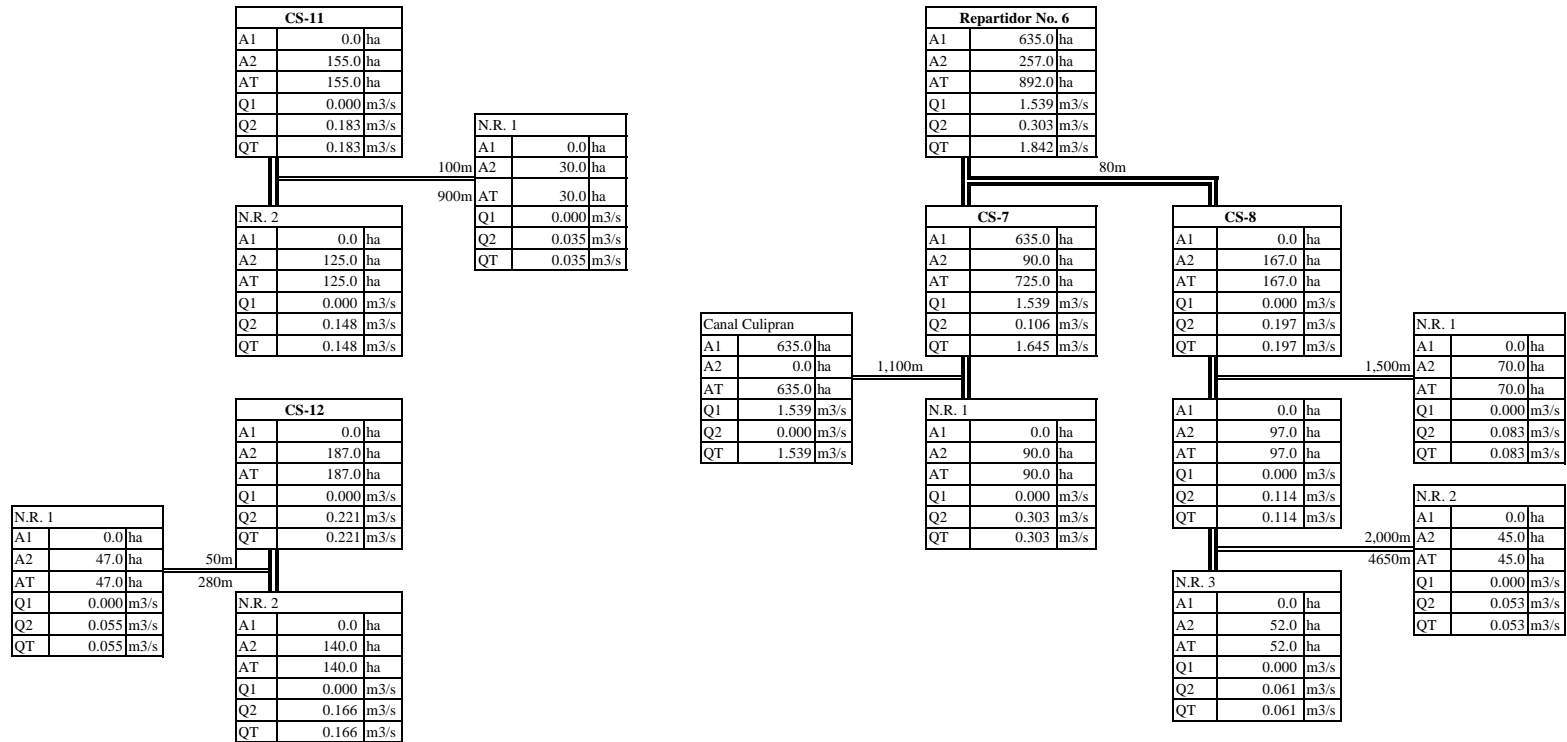 CS-11
A1 0.0 ha
A2 155.0 ha
AT 155.0 ha
Q1 0.000 m3/s
Q2 0.183 m3/s
QT 0.183 m3/s
100m
900m
N.R. 1
A1 0.0 ha
A2 30.0 ha
AT 30.0 ha
Q1 0.000 m3/s
Q2 0.035 m3/s
QT 0.035 m3/s
N.R. 2
A1 0.0 ha
A2 125.0 ha
AT 125.0 ha
Q1 0.000 m3/s
Q2 0.148 m3/s
QT 0.148 m3/s
CS-12
A1 0.0 ha
A2 187.0 ha
AT 187.0 ha
Q1 0.000 m3/s
Q2 0.221 m3/s
QT 0.221 m3/s
N.R. 1
A1 0.0 ha
A2 47.0 ha
AT 47.0 ha
Q1 0.000 m3/s
Q2 0.055 m3/s
QT 0.055 m3/s
50m
280m
N.R. 2
A1 0.0 ha
A2 140.0 ha
AT 140.0 ha
Q1 0.000 m3/s
Q2 0.166 m3/s
QT 0.166 m3/s
Repartidor No. 6
A1 635.0 ha
A2 257.0 ha
AT 892.0 ha
Q1 1.539 m3/s
Q2 0.303 m3/s
QT 1.842 m3/s
80m
CS-7
A1 635.0 ha
A2 90.0 ha
AT 725.0 ha
Q1 1.539 m3/s
Q2 0.106 m3/s
QT 1.645 m3/s
Canal Culipran
A1 635.0 ha
A2 0.0 ha
AT 635.0 ha
Q1 1.539 m3/s
Q2 0.000 m3/s
QT 1.539 m3/s
1,100m
N.R. 1
A1 0.0 ha
A2 90.0 ha
AT 90.0 ha
Q1 0.000 m3/s
Q2 0.303 m3/s
QT 0.303 m3/s
CS-8
A1 0.0 ha
A2 167.0 ha
AT 167.0 ha
Q1 0.000 m3/s
Q2 0.197 m3/s
QT 0.197 m3/s
1,500m
N.R. 1
A1 0.0 ha
A2 70.0 ha
AT 70.0 ha
Q1 0.000 m3/s
Q2 0.083 m3/s
QT 0.083 m3/s
A1 0.0 ha
A2 97.0 ha
AT 97.0 ha
Q1 0.000 m3/s
Q2 0.114 m3/s
QT 0.114 m3/s
2,000m
4650m
N.R. 2
A1 0.0 ha
A2 45.0 ha
AT 45.0 ha
Q1 0.000 m3/s
Q2 0.053 m3/s
QT 0.053 m3/s
N.R. 3
A1 0.0 ha
A2 52.0 ha
AT 52.0 ha
Q1 0.000 m3/s
Q2 0.061 m3/s
QT 0.061 m3/s